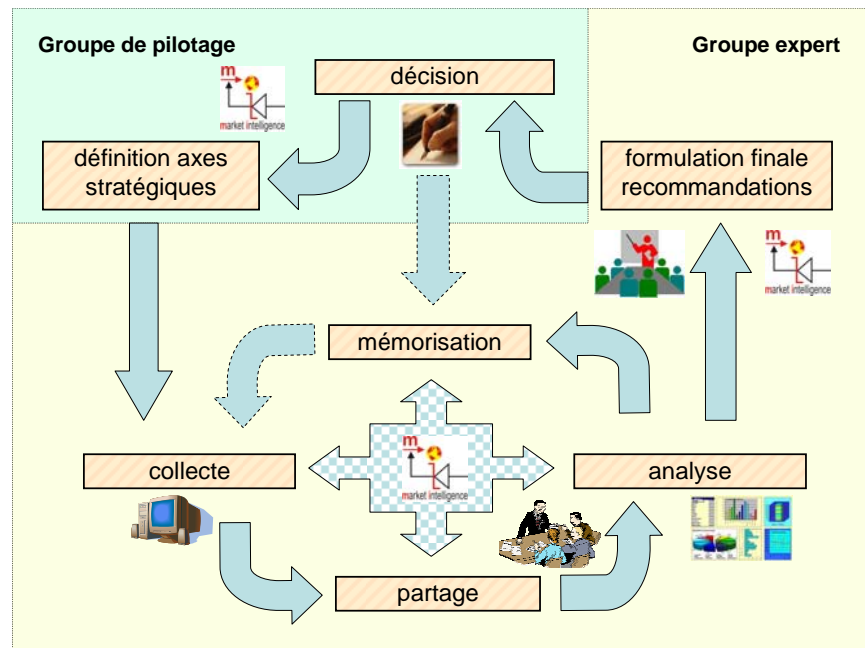 Groupe de pilotage
Groupe expert
décision
m
market intelligence
définition axes
stratégiques
formulation finale
recommandations
m
market intelligence
mémorisation
m
market intelligence
collecte
analyse
partage